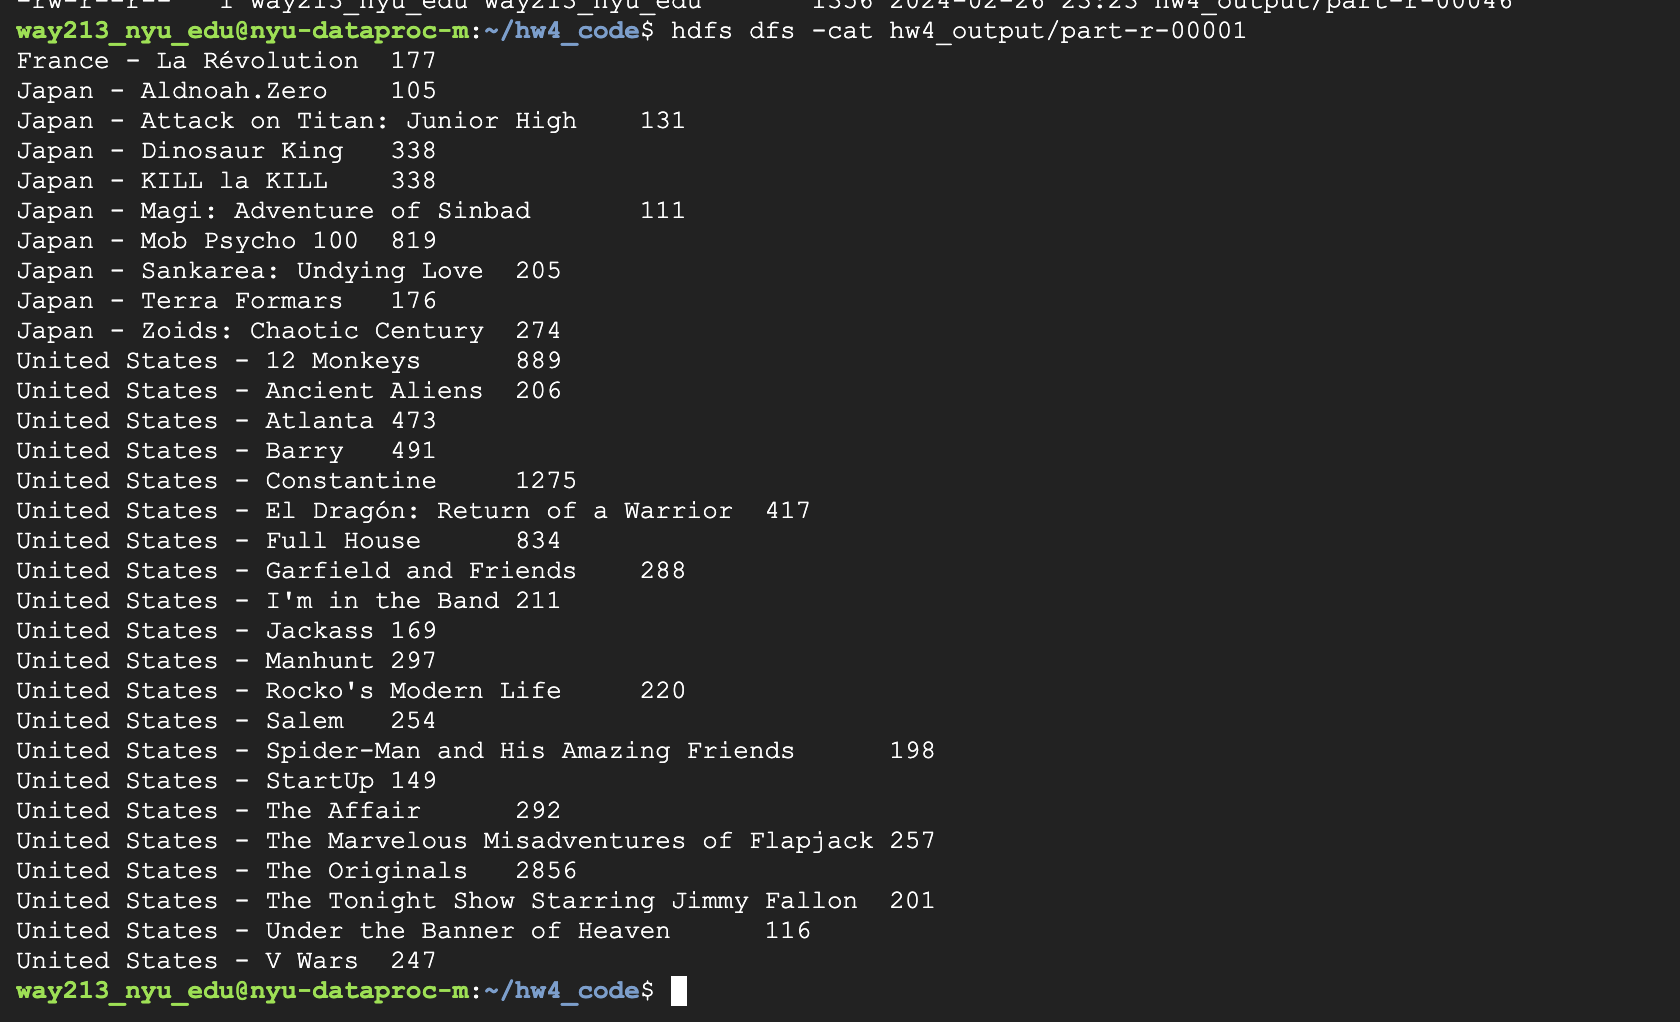 -rw-r--r-- 1 way213_nyu_edu way213_nyu_edu 1356 2024-02-26 23:23 hw4_output/part-r-00046
way213_nyu_edu@nyu-dataproc-m:~/hw4_code$ hdfs dfs -cat hw4_output/part-r-00001
France - La Révolution 177
Japan - Aldnoah.Zero 105
Japan - Attack on Titan: Junior High 131
Japan - Dinosaur King 338
Japan - KILL la KILL 338
Japan - Magi: Adventure of Sinbad 111
Japan - Mob Psycho 100 819
Japan - Sankarea: Undying Love 205
Japan - Terra Formars 176
Japan - Zoids: Chaotic Century 274
United States - 12 Monkeys 889
United States - Ancient Aliens 206
United States - Atlanta 473
United States - Barry 491
United States - Constantine 1275
United States - El Dragón: Return of a Warrior 417
United States - Full House 834
United States - Garfield and Friends 288
United States - I'm in the Band 211
United States - Jackass 169
United States - Manhunt 297
United States - Rocko's Modern Life 220
United States - Salem 254
United States - Spider-Man and His Amazing Friends 198
United States - StartUp 149
United States - The Affair 292
United States - The Marvelous Misadventures of Flapjack 257
United States - The Originals 2856
United States - The Tonight Show Starring Jimmy Fallon 201
United States - Under the Banner of Heaven 116
United States - V Wars 247
way213_nyu_edu@nyu-dataproc-m:~/hw4_code$